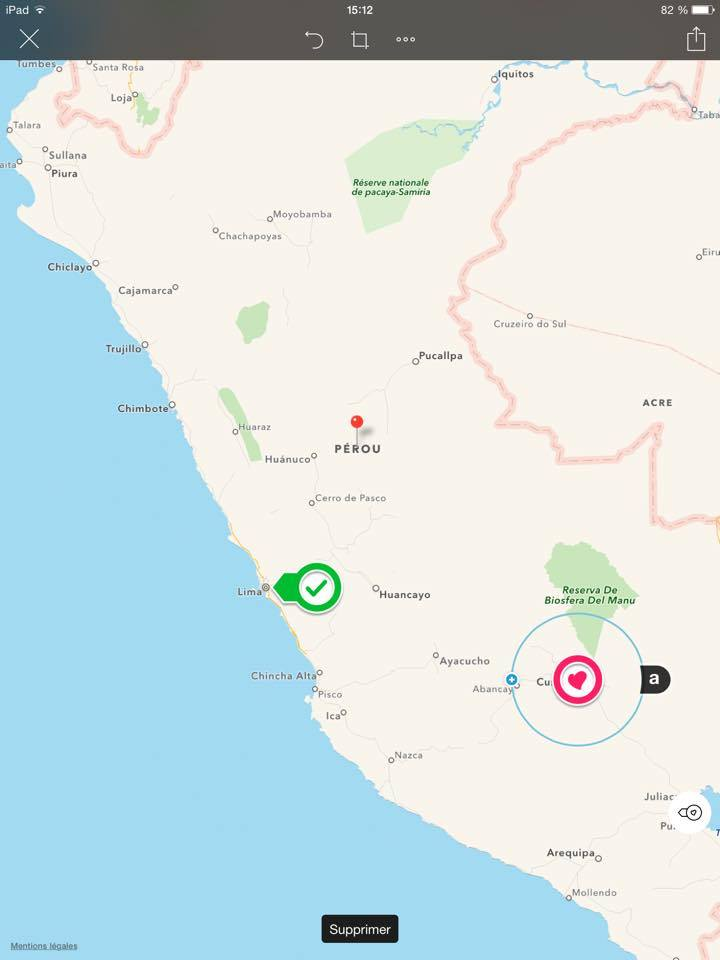 iPad
15:12
82 %
Tumbes
Santa Rosa
Iquitos
Loja
Talara
Sullana
Piura
Réserve nationale
de pacaya-Samiria
Moyobamba
Chachapoyas
Chiclayo
Cajamarca
Cruzeiro do Sul
Trujillo
Pucallpa
Chimbote
ACRE
Huaraz
PÉROU
Huánuco
Cerro de Pasco
Lima
Huancayo
Reserva De
Biosfera Del Manu
Ayacucho
Chincha Alta
Abancay
Cu
a
Pisco
Ica
Nazca
Juliac
Pu
Arequipa
Mollendo
Supprimer
Mentions légales